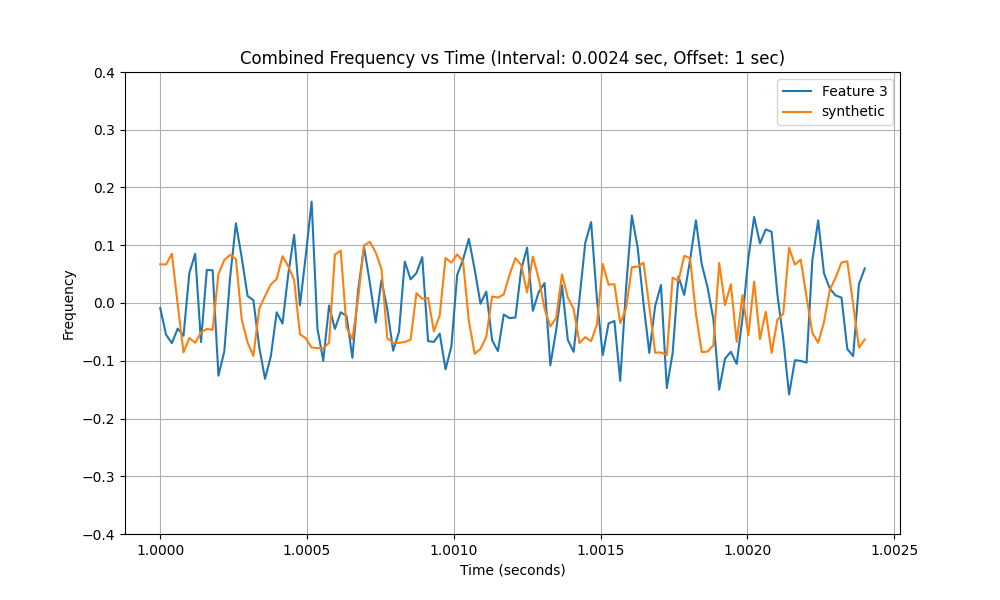 Combined Frequency vs Time (Interval: 0.0024 sec, Offset: 1 sec)
Feature 3
synthetic
0.4
0.3
0.2
0.1
0.0
−0.1
−0.2
−0.3
−0.4
Frequency
1.0000 1.0005 1.0010 1.0015 1.0020 1.0025
Time (seconds)